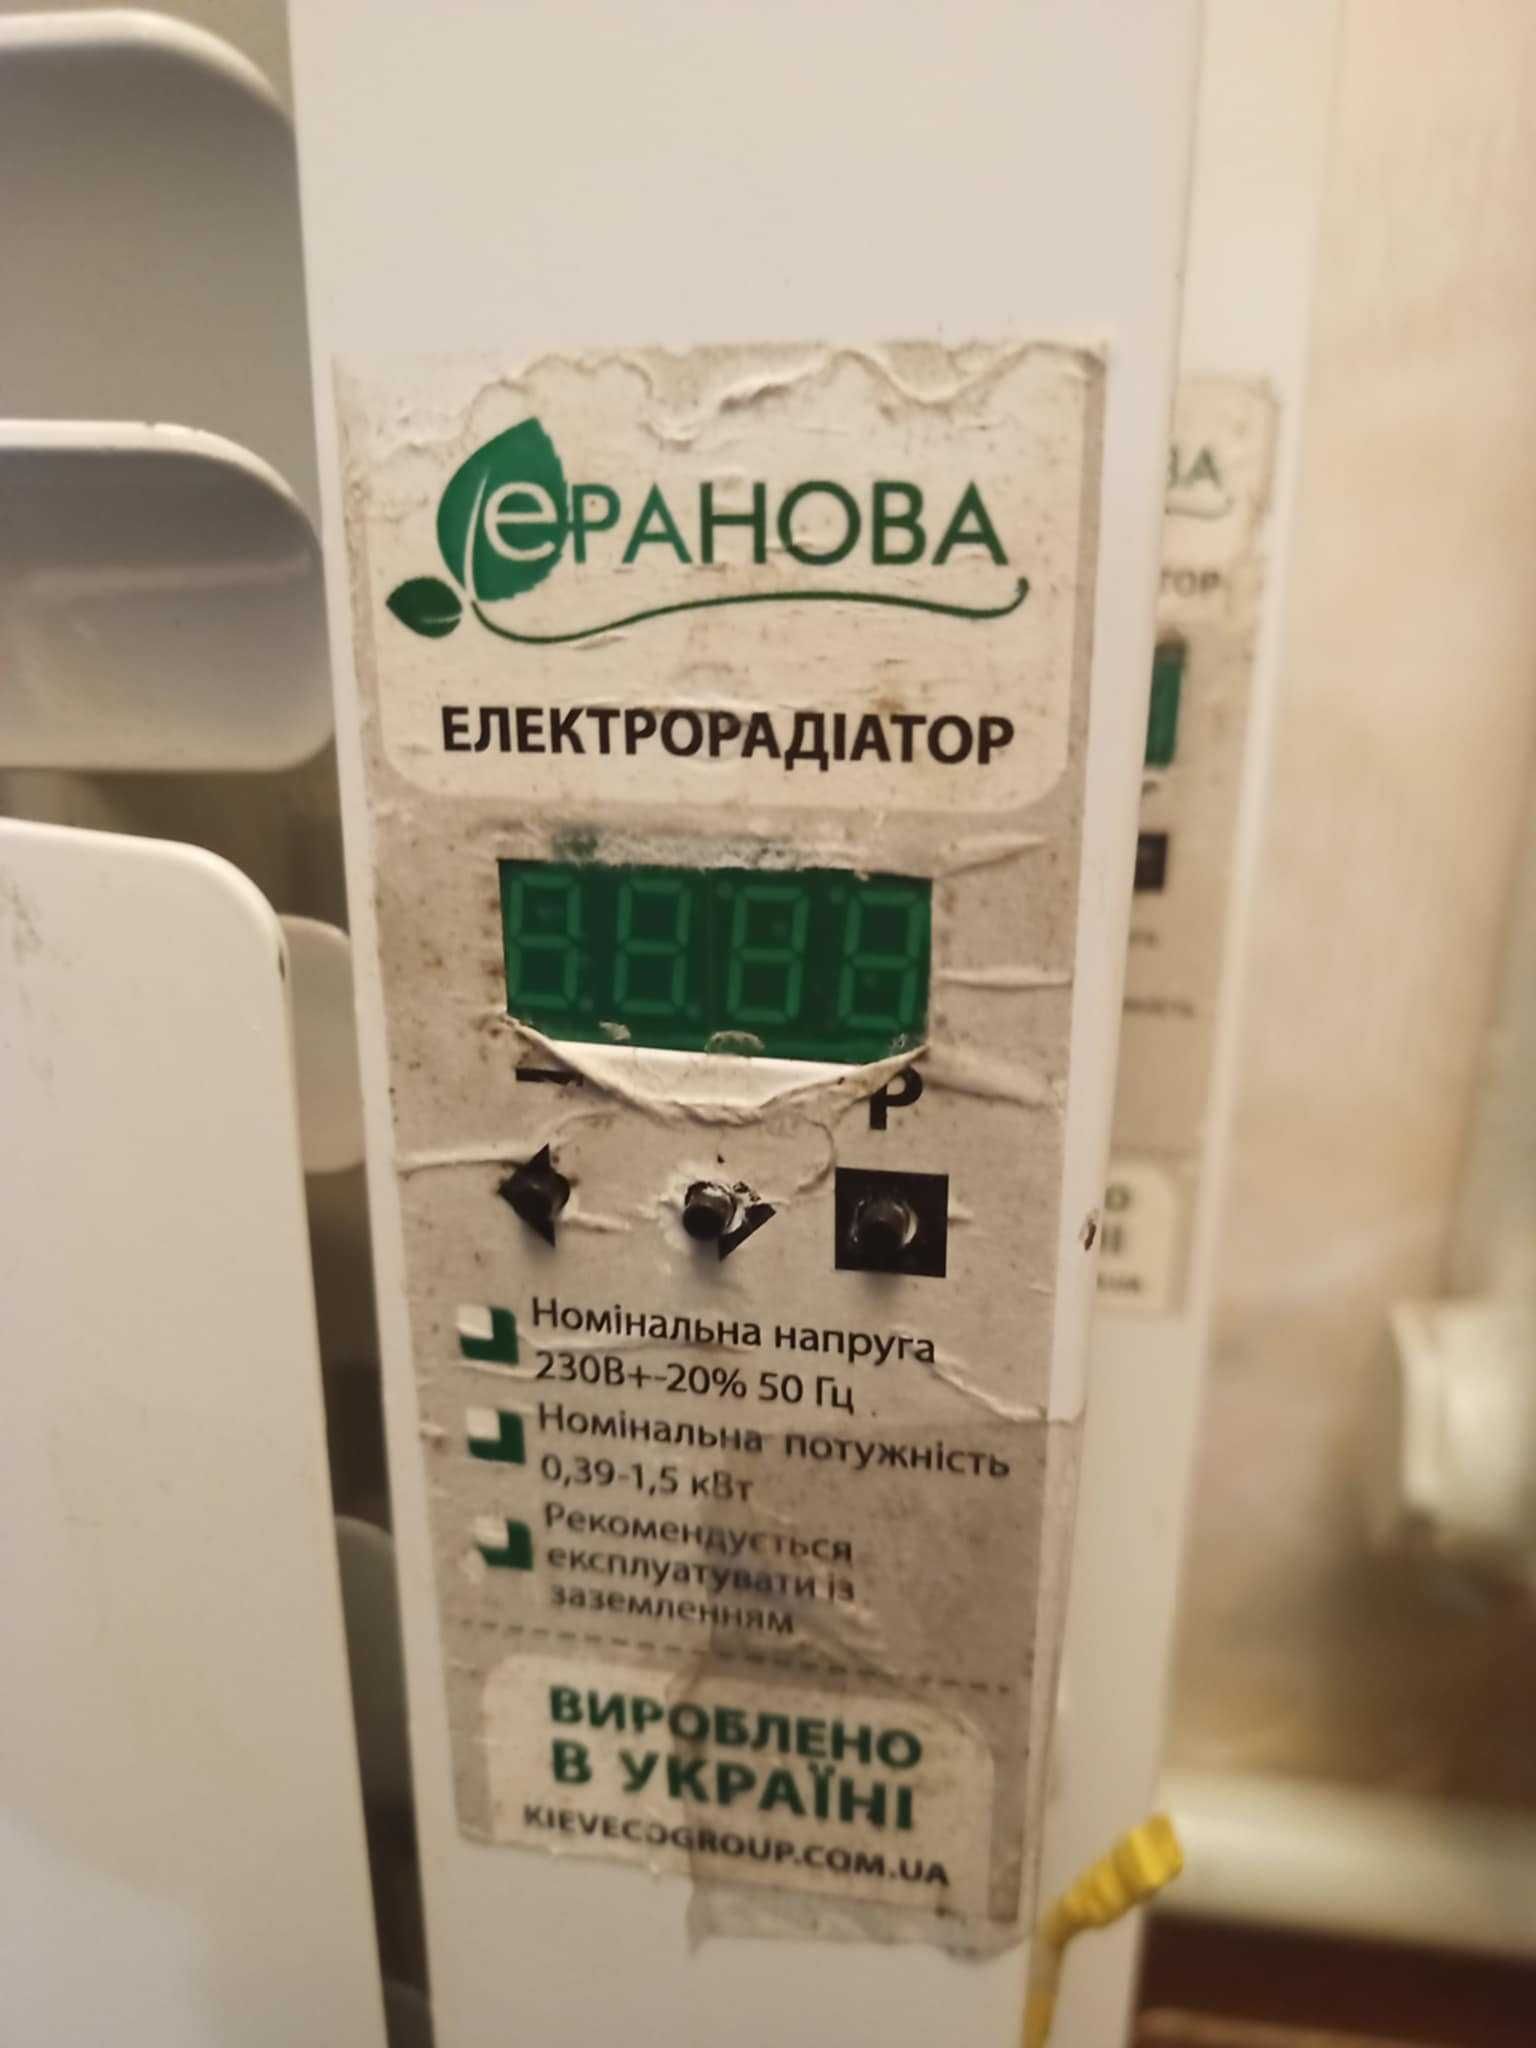 еРАНОВА
ЕЛЕКТРОРАДІАТОР
P
Номінальна напруга
230В+-20% 50 Гц
Номінальна потужність
0,39-1,5 кВт
Рекомендується
експлуатувати із
заземленням
ВИРОБЛЕНО
В УКРАЇНІ
KIEVECOGROUP.COM.UA